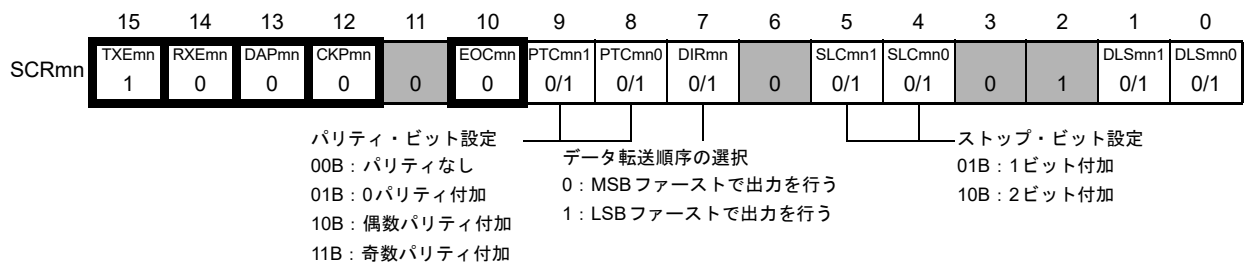 15 14 13 12 11 10 9 8 7 6 5 4 3 2 1 0
SCRmn
TXEmn RXEmn DAPmn CKPmn EOCmn PTCmn1 PTCmn0 DIRmn SLCmn1 SLCmn0 DLSmn1 DLSmn0
1 0 0 0 0 0 0/1 0/1 0/1 0 0/1 0/1 0 1 0/1 0/1
パリティ・ビット設定
00B：パリティなし
01B：0パリティ付加
10B：偶数パリティ付加
11B：奇数パリティ付加
データ転送順序の選択
0：MSBファーストで出力を行う
1：LSBファーストで出力を行う
ストップ・ビット設定
01B：1ビット付加
10B：2ビット付加